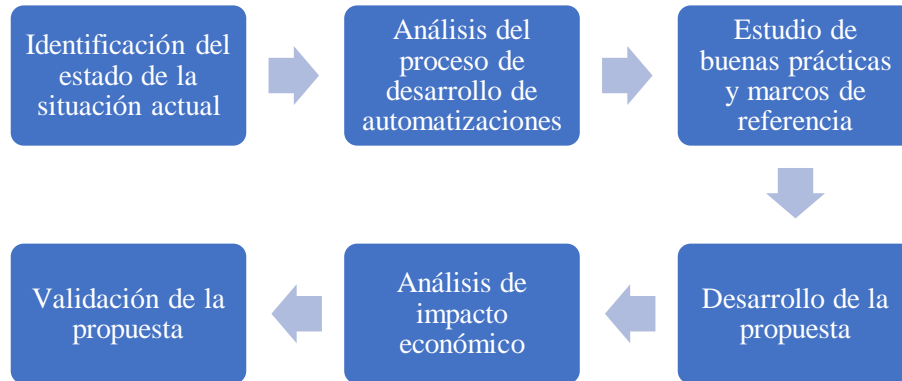 Identificación del
estado de la
situación actual
Análisis del
proceso de
desarrollo de
automatizaciones
Estudio de
buenas prácticas
y marcos de
referencia
Desarrollo de la
propuesta
Análisis de
impacto
económico
Validación de la
propuesta